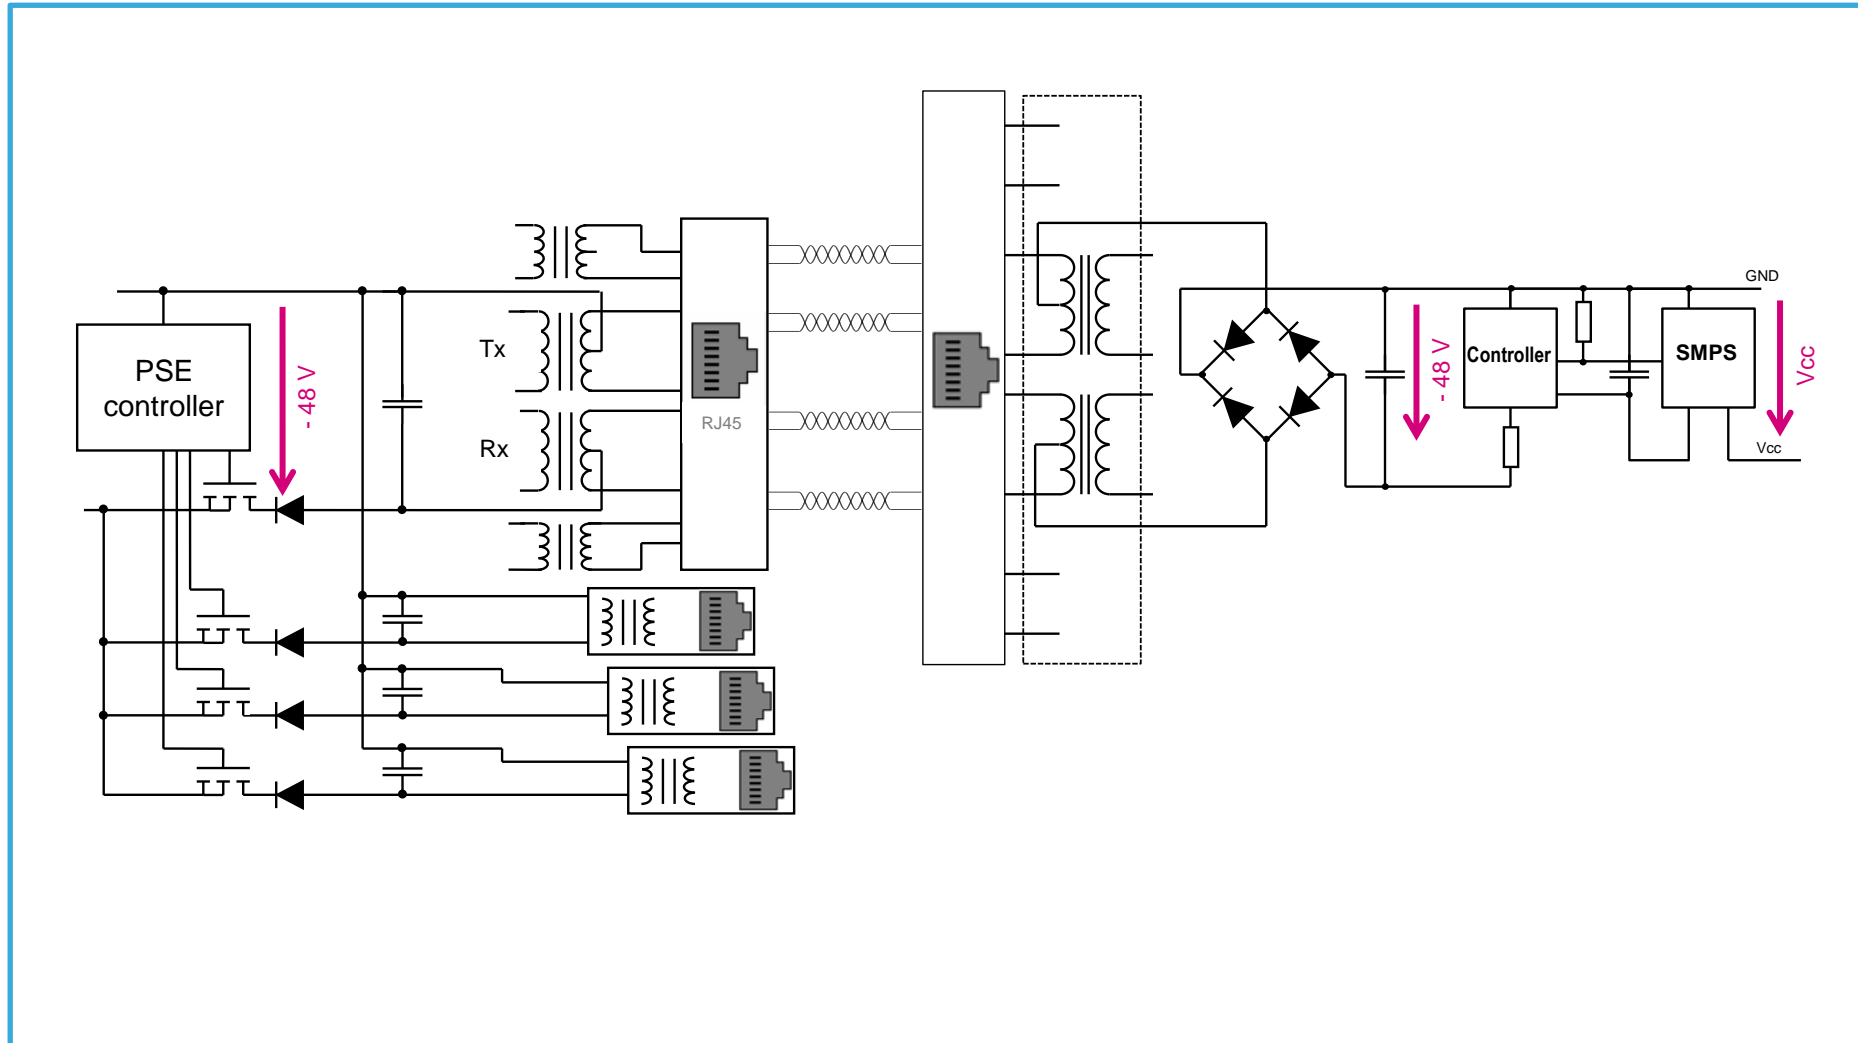 PSE
controller
- 48 V
Tx
Rx
RJ45
- 48 V
Controller
SMPS
GND
Vcc
Vcc